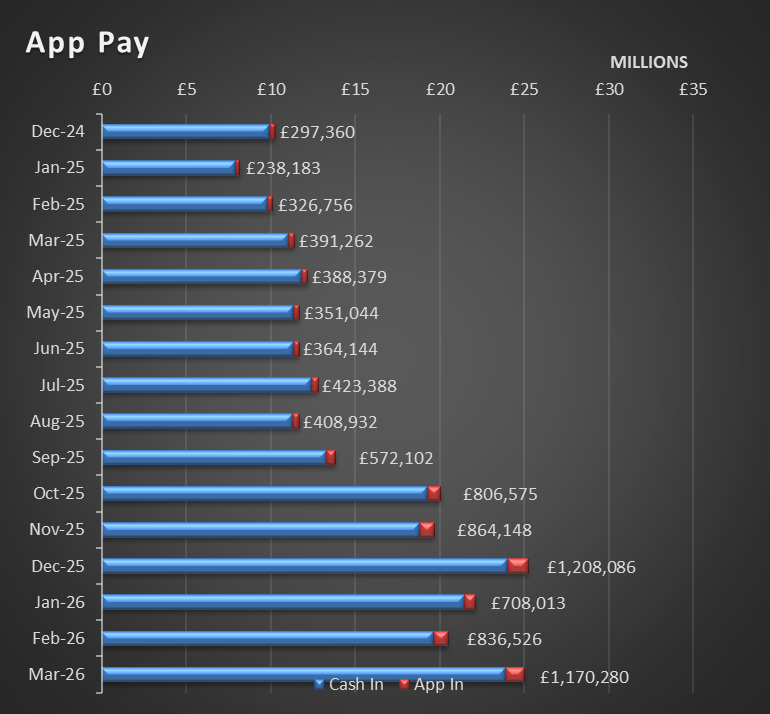 App Pay
MILLIONS
£0 £5 £10 £15 £20 £25 £30 £35
Dec-24 £297,360
Jan-25 £238,183
Feb-25 £326,756
Mar-25 £391,262
Apr-25 £388,379
May-25 £351,044
Jun-25 £364,144
Jul-25 £423,388
Aug-25 £408,932
Sep-25 £572,102
Oct-25 £806,575
Nov-25 £864,148
Dec-25 £1,208,086
Jan-26 £708,013
Feb-26 £836,526
Mar-26 £1,170,280
Cash In App In